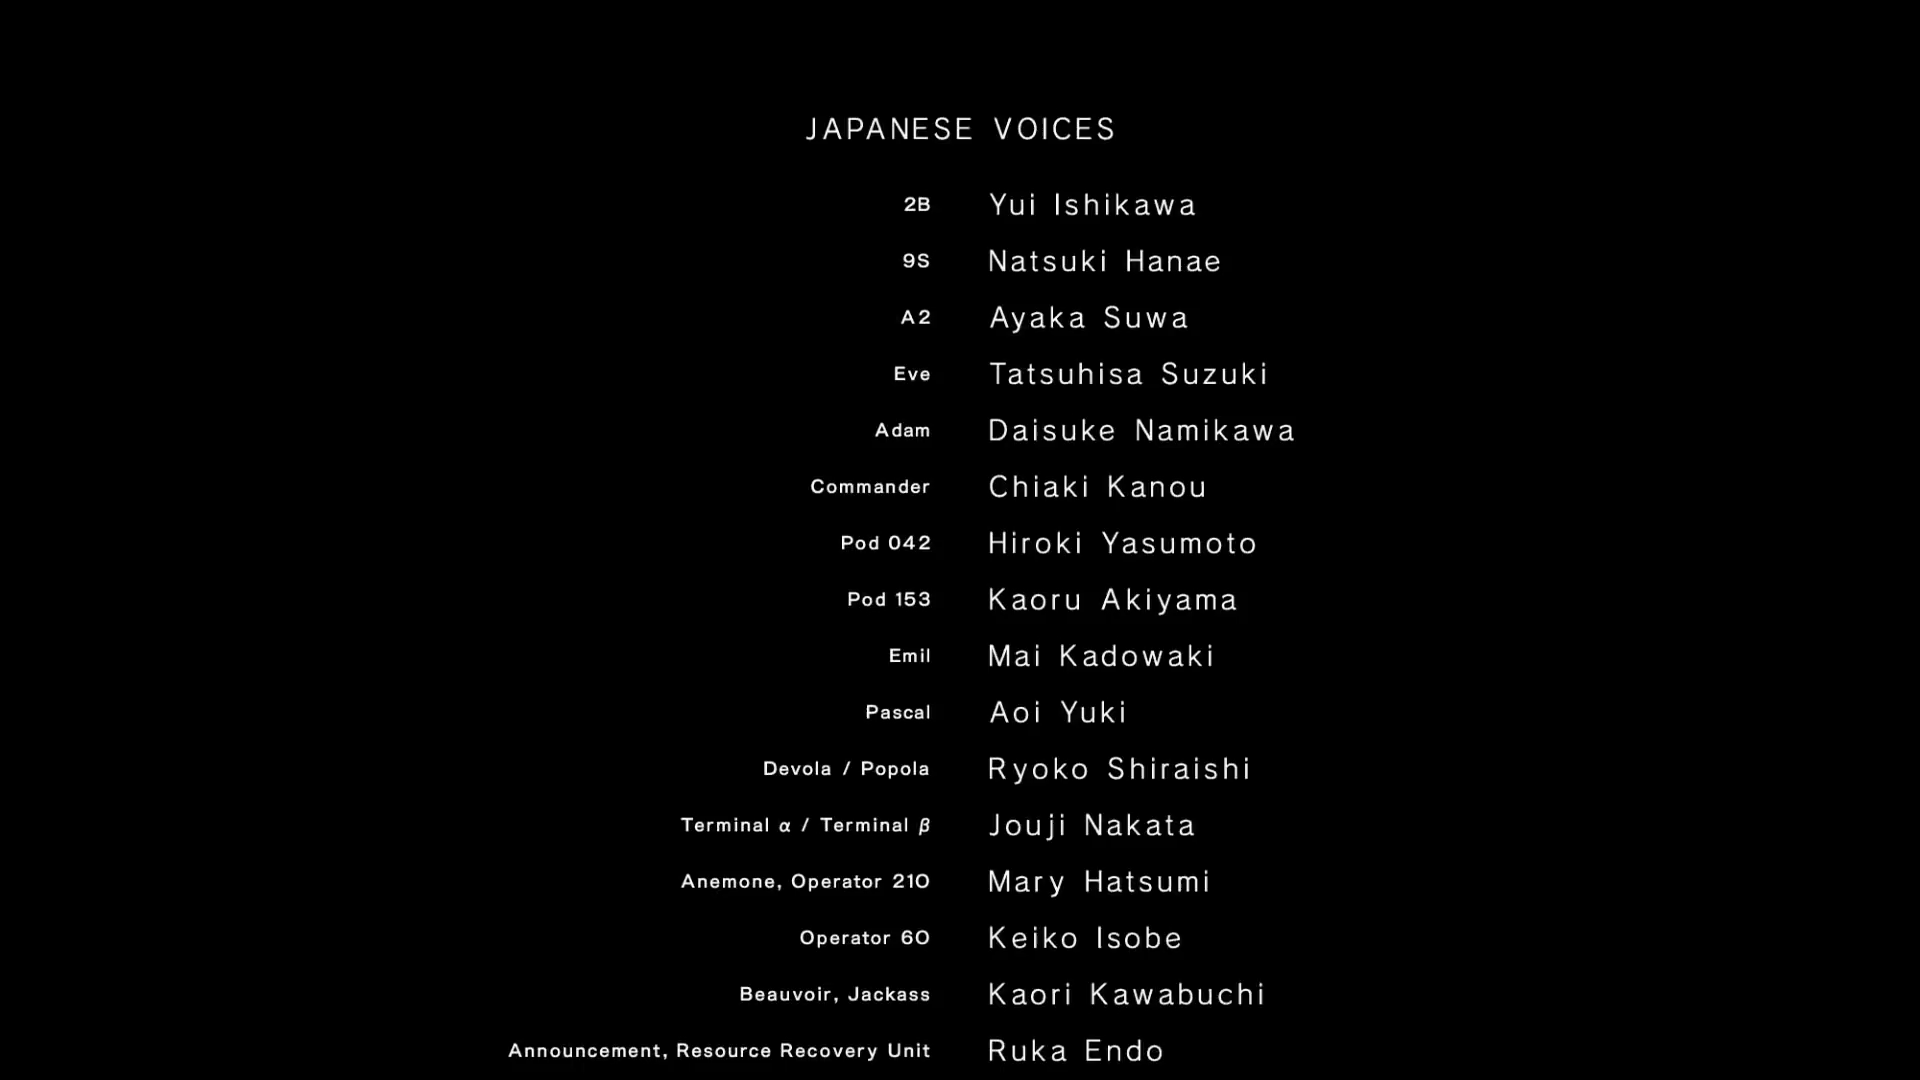 JAPANESE VOICES
2B Yui Ishikawa
9S Natsuki Hanae
A2 Ayaka Suwa
Eve Tatsuhisa Suzuki
Adam Daisuke Namikawa
Commander Chiaki Kanou
Pod 042 Hiroki Yasumoto
Pod 153 Kaoru Akiyama
Emil Mai Kadowaki
Pascal Aoi Yuki
Devola / Popola Ryoko Shiraishi
Terminal α / Terminal β Jouji Nakata
Anemone, Operator 21O Mary Hatsumi
Operator 6O Keiko Isobe
Beauvoir, Jackass Kaori Kawabuchi
Announcement, Resource Recovery Unit Ruka Endo